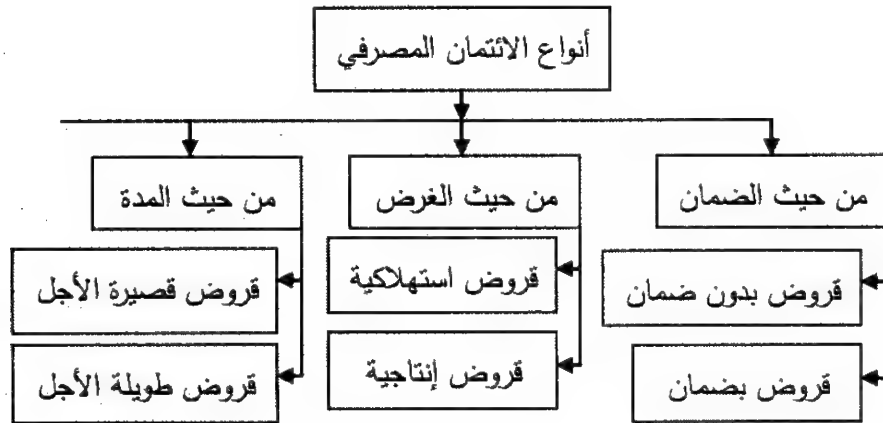 أنواع الائتمان المصرفي
من حيث الضمان
من حيث الغرض
من حيث المدة
قروض بدون ضمان
قروض استهلاكية
قروض قصيرة الأجل
قروض بضمان
قروض إنتاجية
قروض طويلة الأجل